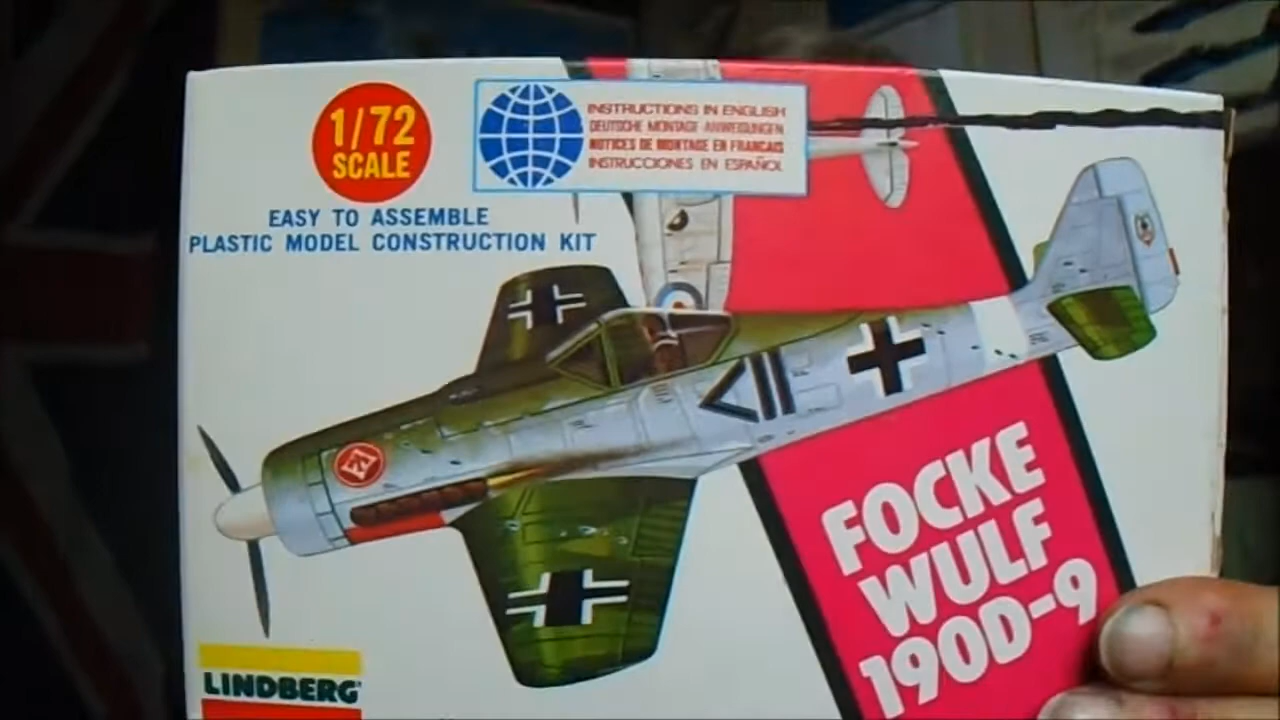 1/72
SCALE
INSTRUCTIONS IN ENGLISH
DEUTSCHE MONTAGE-ANWEISUNGEN
NOTICES DE MONTAGE EN FRANCAIS
INSTRUCCIONES EN ESPAÑOL
EASY TO ASSEMBLE
PLASTIC MODEL CONSTRUCTION KIT
FOCKE
WULF
190D-9
LINDBERG